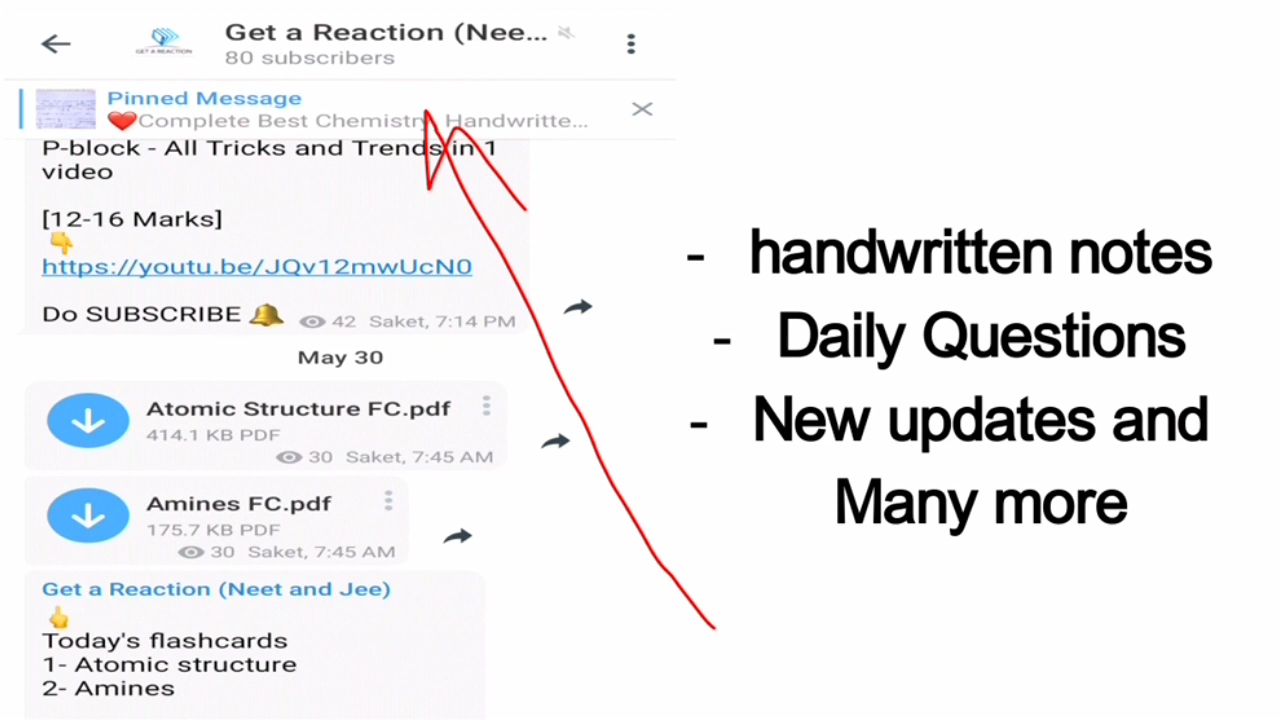 Get a Reaction (Nee...
80 subscribers
GET A REACTION
Pinned Message
❤️Complete Best Chemistry Handwritte...
P-block - All Tricks and Trends in 1
video
[12-16 Marks]
👇
https://youtu.be/JQv12mwUcN0
Do SUBSCRIBE 🔔 42 Saket, 7:14 PM
May 30
Atomic Structure FC.pdf
414.1 KB PDF
30 Saket, 7:45 AM
Amines FC.pdf
175.7 KB PDF
30 Saket, 7:45 AM
Get a Reaction (Neet and Jee)
👆
Today's flashcards
1- Atomic structure
2- Amines
- handwritten notes
- Daily Questions
- New updates and
Many more